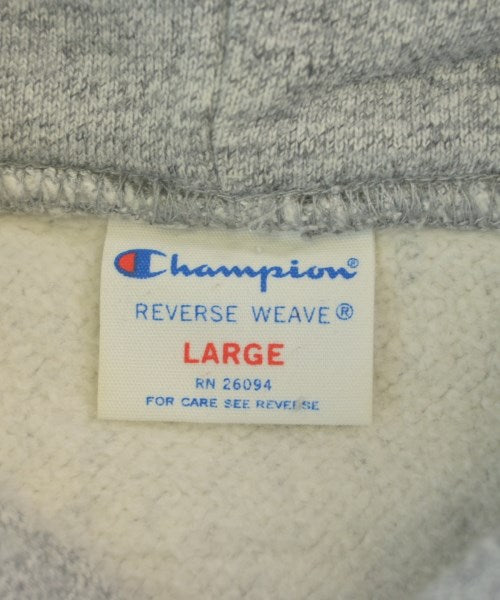 Champion®
REVERSE WEAVE®
LARGE
RN 26094
FOR CARE SEE REVERSE